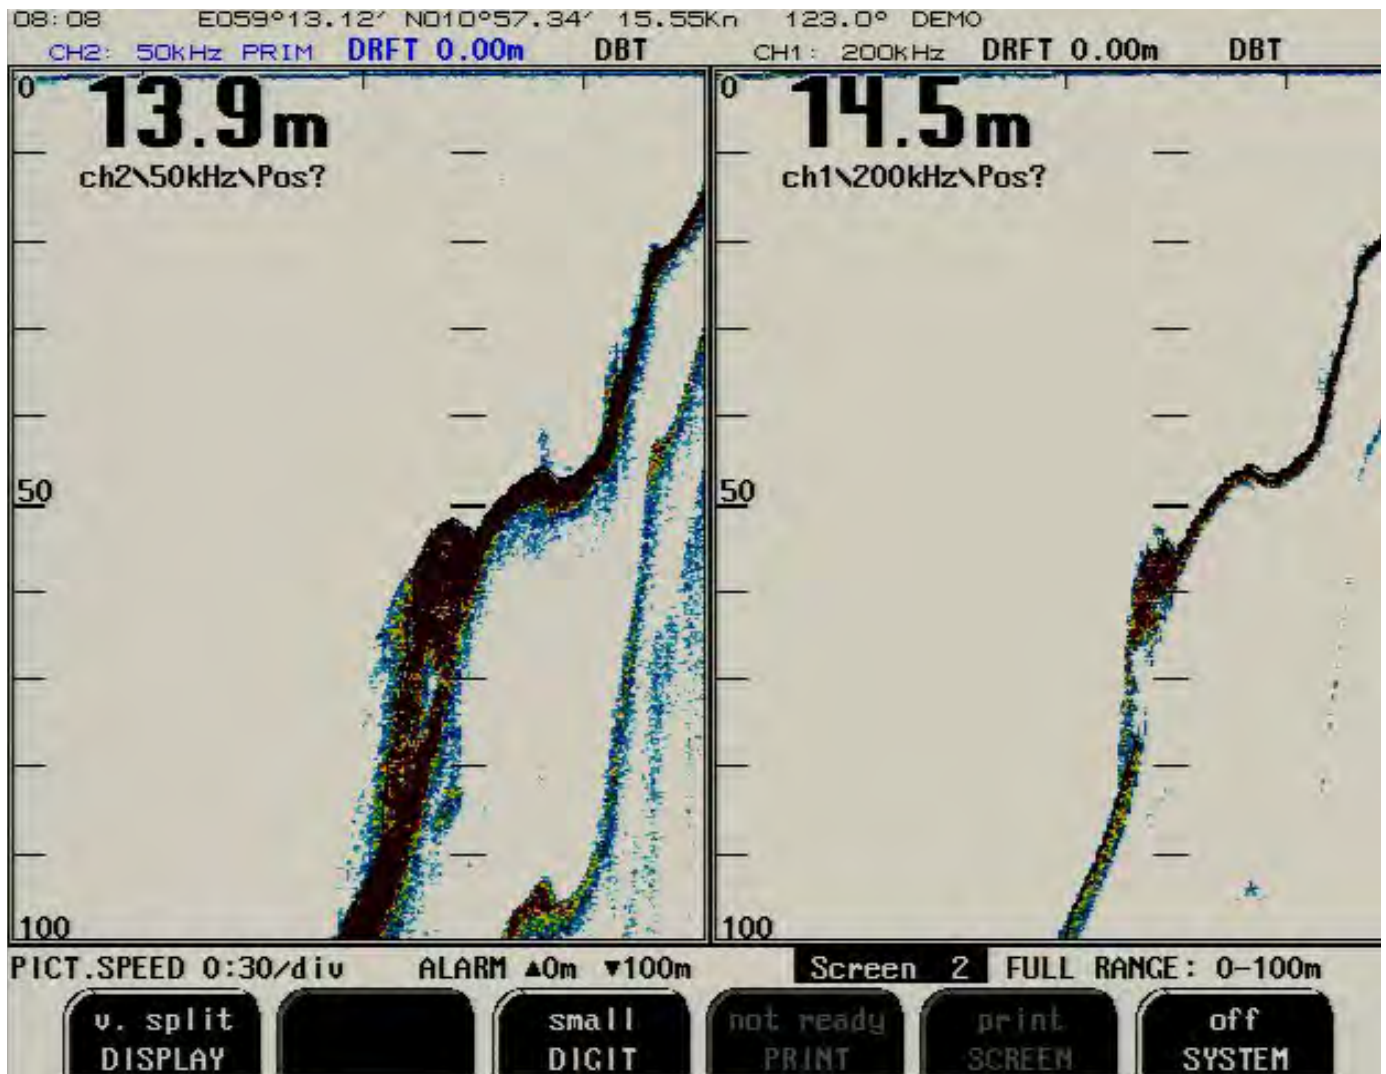 08:08 E059°13.12' N010°57.34' 15.55Kn 123.0° DEMO
CH2: 50kHz PRIM DRFT 0.00m DBT CH1: 200kHz DRFT 0.00m DBT
0 13.9m 0 14.5m
ch2\50kHz\Pos? ch1\200kHz\Pos?
50 50
100 100
PICT.SPEED 0:30/div ALARM ▲0m ▼100m Screen 2 FULL RANGE: 0-100m
v. split small not ready print off
DISPLAY DIGIT PRINT SCREEN SYSTEM